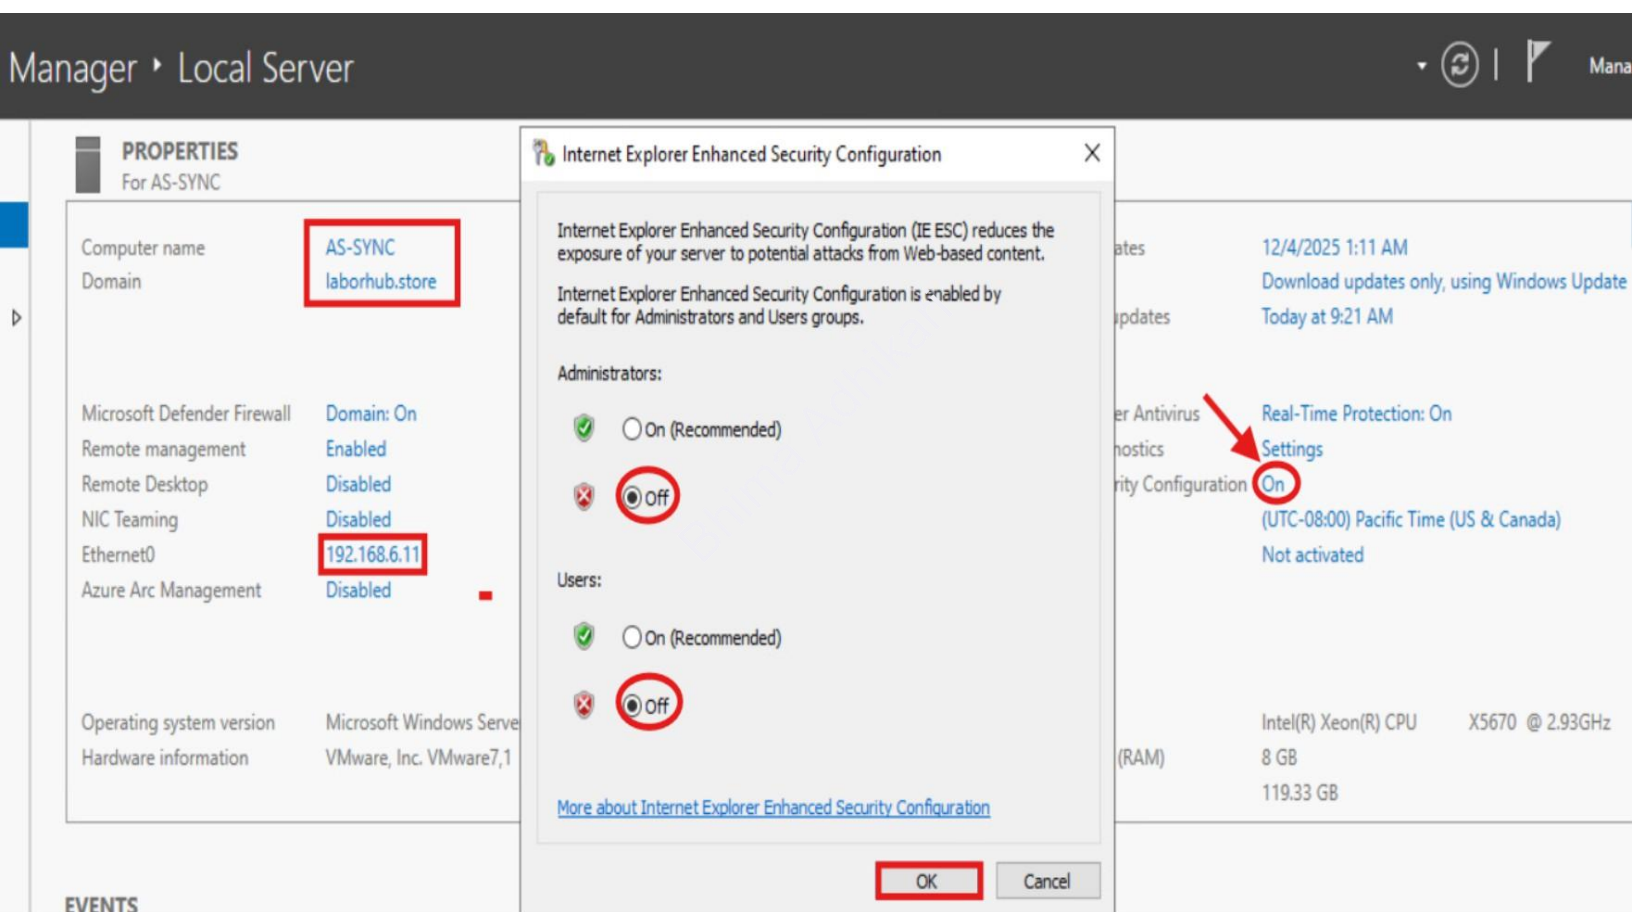 Manager ‣ Local Server
Mana
PROPERTIES
For AS-SYNC
Computer name AS-SYNC
Domain laborhub.store
Microsoft Defender Firewall Domain: On
Remote management Enabled
Remote Desktop Disabled
NIC Teaming Disabled
Ethernet0 192.168.6.11
Azure Arc Management Disabled
Operating system version Microsoft Windows Serve
Hardware information VMware, Inc. VMware7,1
Internet Explorer Enhanced Security Configuration
Internet Explorer Enhanced Security Configuration (IE ESC) reduces the
exposure of your server to potential attacks from Web-based content.
Internet Explorer Enhanced Security Configuration is enabled by
default for Administrators and Users groups.
Administrators:
On (Recommended)
Off
Users:
On (Recommended)
Off
More about Internet Explorer Enhanced Security Configuration
OK Cancel
ates 12/4/2025 1:11 AM
Download updates only, using Windows Update
updates Today at 9:21 AM
er Antivirus Real-Time Protection: On
nostics Settings
rity Configuration On
(UTC-08:00) Pacific Time (US & Canada)
Not activated
Intel(R) Xeon(R) CPU X5670 @ 2.93GHz
(RAM) 8 GB
119.33 GB
EVENTS